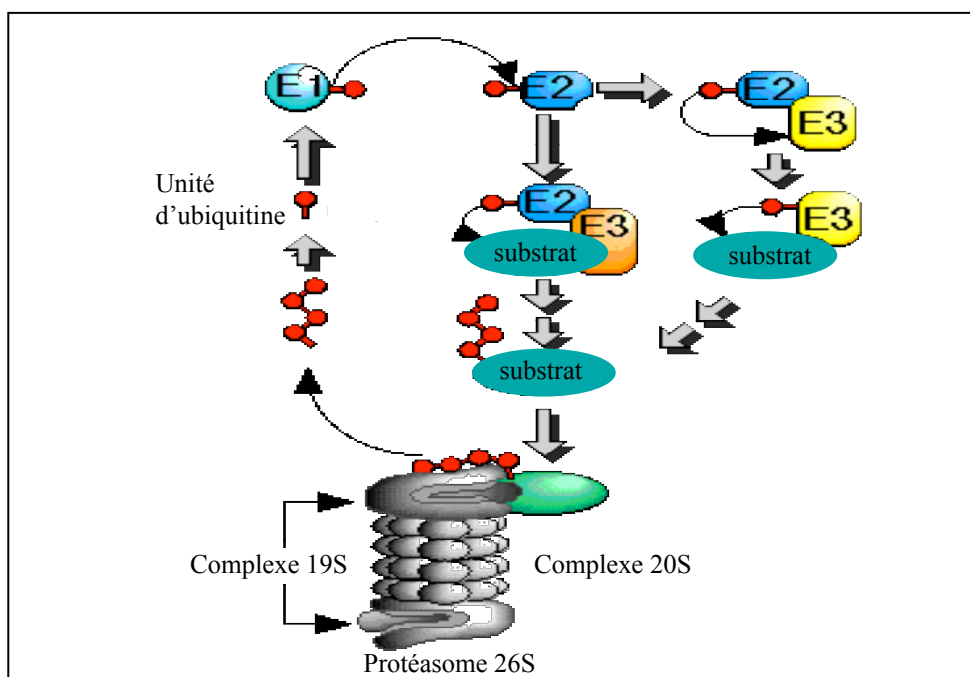 E1
E2
E2
E3
Unité
d’ubiquitine
E2
E3
substrat
E3
substrat
substrat
Complexe 19S
Complexe 20S
Protéasome 26S